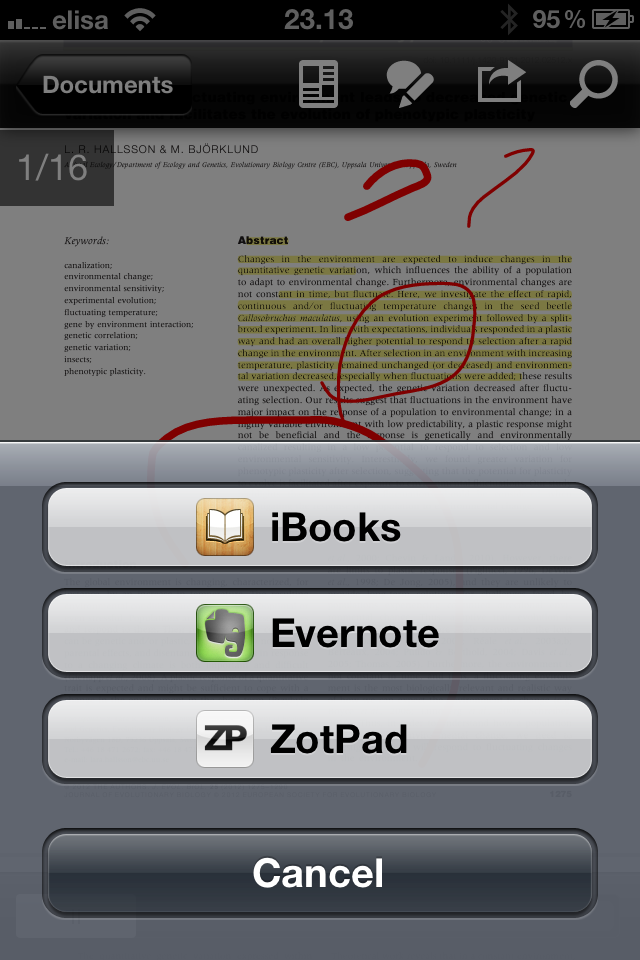 elisa 23.13 95 %
Documents
L. R. HALLSSON & M. BJÖRKLUND
1/16
Ecology/Department of Ecology and Genetics, Evolutionary Biology Centre (EBC), Uppsala Sweden
Keywords:
canalization;
environmental change;
environmental sensitivity;
experimental evolution;
fluctuating temperature;
gene by environment interaction;
genetic correlation;
genetic variation;
insects;
phenotypic plasticity.
Abstract
Changes in the environment are expected to induce changes in the
quantitative genetic variation, which influences the ability of a population
to adapt to environmental change. Furthermore, environmental changes are
not constant in time, but fluctuate. Here, we investigate the effect of rapid,
continuous and/or fluctuating temperature changes in the seed beetle
Callosobruchus maculatus, using an evolution experiment followed by a split-
brood experiment. In line with expectations, individuals responded in a plastic
way and had an overall higher potential to respond to selection after a rapid
change in the environment. After selection in an environment with increasing
temperature, plasticity remained unchanged (or decreased) and environmen-
tal variation decreased, especially when fluctuations were added; these results
were unexpected. As expected, the genetic variation decreased after fluctu-
ating selection. Our results suggest that fluctuations in the environment have
major impact on the response of a population to environmental change; in a
highly variable environment with low predictability, a plastic response might
not be beneficial and the response is genetically and environmentally
iBooks
Evernote
ZP ZotPad
Cancel